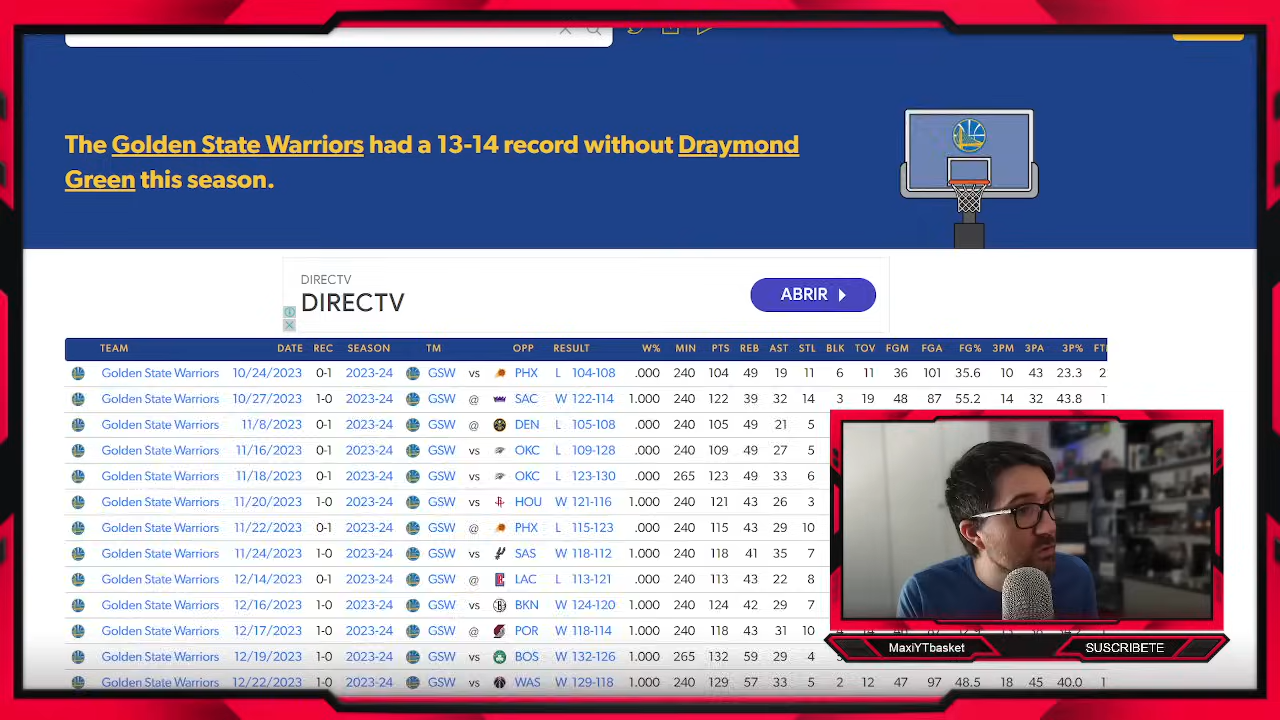 The Golden State Warriors had a 13-14 record without Draymond
Green this season.
DIRECTV
DIRECTV
ABRIR
TEAM DATE REC SEASON TM OPP RESULT W% MIN PTS REB AST STL BLK TOV FGM FGA FG% 3PM 3PA 3P%
Golden State Warriors 10/24/2023 0-1 2023-24 GSW vs PHX L 104-108 .000 240 104 49 19 11 6 11 36 101 35.6 10 43 23.3 2
Golden State Warriors 10/27/2023 1-0 2023-24 GSW @ SAC W 122-114 1.000 240 122 39 32 14 3 19 48 87 55.2 14 32 43.8 1
Golden State Warriors 11/8/2023 0-1 2023-24 GSW @ DEN L 105-108 .000 240 105 49 21 5
Golden State Warriors 11/16/2023 0-1 2023-24 GSW vs OKC L 109-128 .000 240 109 49 27 5
Golden State Warriors 11/18/2023 0-1 2023-24 GSW vs OKC L 123-130 .000 265 123 49 33 6
Golden State Warriors 11/20/2023 1-0 2023-24 GSW vs HOU W 121-116 1.000 240 121 43 26 3
Golden State Warriors 11/22/2023 0-1 2023-24 GSW @ PHX L 115-123 .000 240 115 43 29 10
Golden State Warriors 11/24/2023 1-0 2023-24 GSW vs SAS W 118-112 1.000 240 118 41 35 7
Golden State Warriors 12/14/2023 0-1 2023-24 GSW @ LAC L 113-121 .000 240 113 43 22 8
Golden State Warriors 12/16/2023 1-0 2023-24 GSW vs BKN W 124-120 1.000 240 124 42 29 7
Golden State Warriors 12/17/2023 1-0 2023-24 GSW @ POR W 118-114 1.000 240 118 43 31 10
Golden State Warriors 12/19/2023 1-0 2023-24 GSW vs BOS W 132-126 1.000 265 132 59 29 4
Golden State Warriors 12/22/2023 1-0 2023-24 GSW vs WAS W 129-118 1.000 240 129 57 33 5 2 12 47 97 48.5 18 45 40.0 1
MaxiYTbasket
SUSCRIBETE